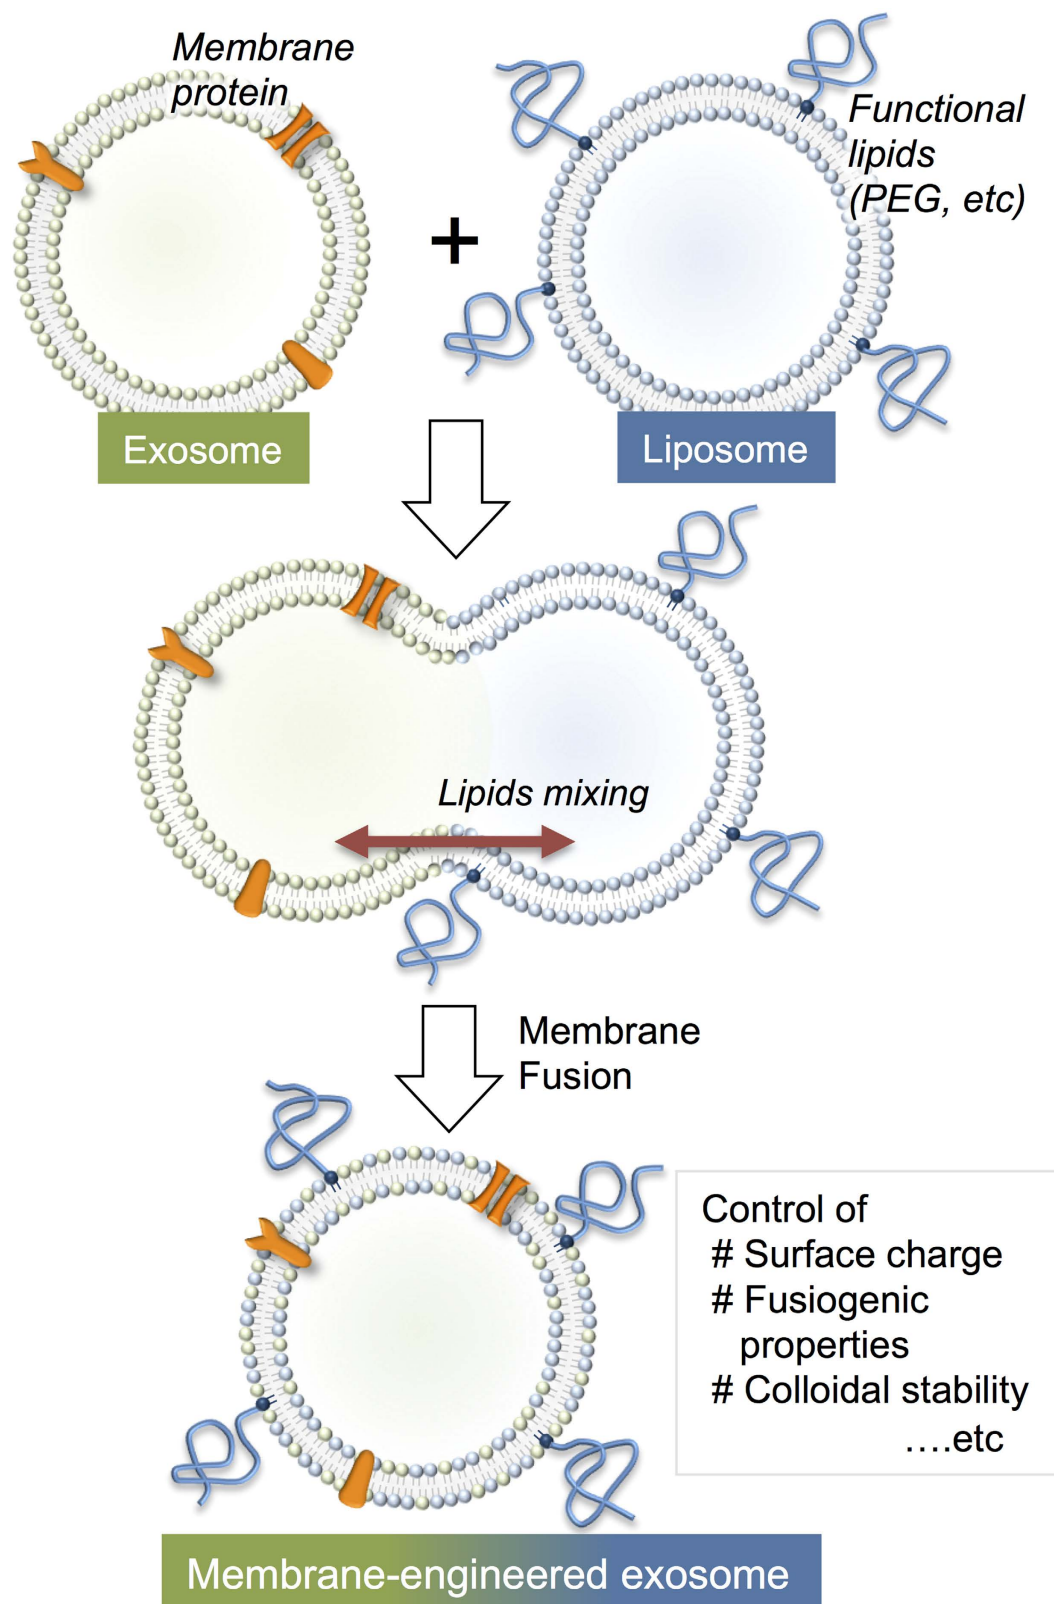 Membrane
protein
Functional
lipids
(PEG, etc)
+
Exosome
Liposome
Lipids mixing
Membrane
Fusion
Control of
# Surface charge
# Fusiogenic
properties
# Colloidal stability
....etc
Membrane-engineered exosome